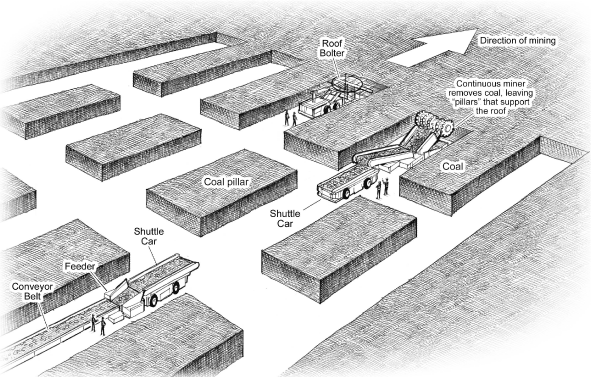 Roof
Bolter
Direction of mining
Continuous miner
removes coal, leaving
"pillars" that support
the roof
Coal pillar
Coal
Shuttle
Car
Shuttle
Car
Feeder
Conveyor
Belt